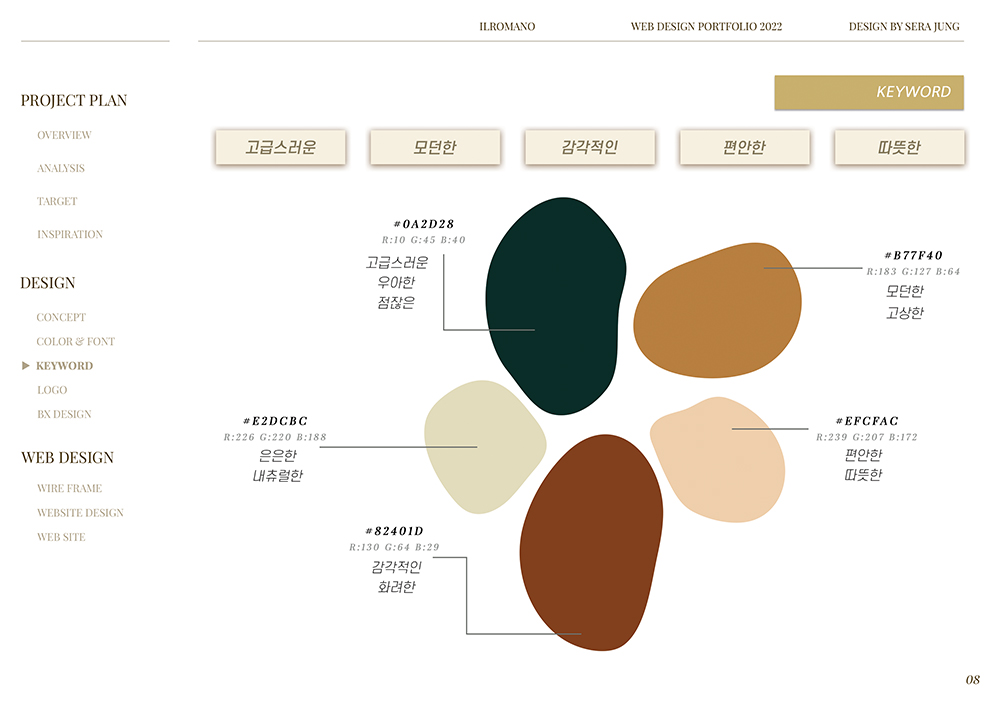 ILROMANO
WEB DESIGN PORTFOLIO 2022
DESIGN BY SERA JUNG
PROJECT PLAN
OVERVIEW
ANALYSIS
TARGET
INSPIRATION
DESIGN
CONCEPT
COLOR & FONT
▶ KEYWORD
LOGO
BX DESIGN
WEB DESIGN
WIRE FRAME
WEBSITE DESIGN
WEB SITE
KEYWORD
고급스러운
모던한
감각적인
편안한
따뜻한
#0A2D28
R:10 G:45 B:40
고급스러운
우아한
점잖은
#B77F40
R:183 G:127 B:64
모던한
고상한
#E2DCBC
R:226 G:220 B:188
은은한
내츄럴한
#EFCFAC
R:239 G:207 B:172
편안한
따뜻한
#82401D
R:130 G:64 B:29
감각적인
화려한
08